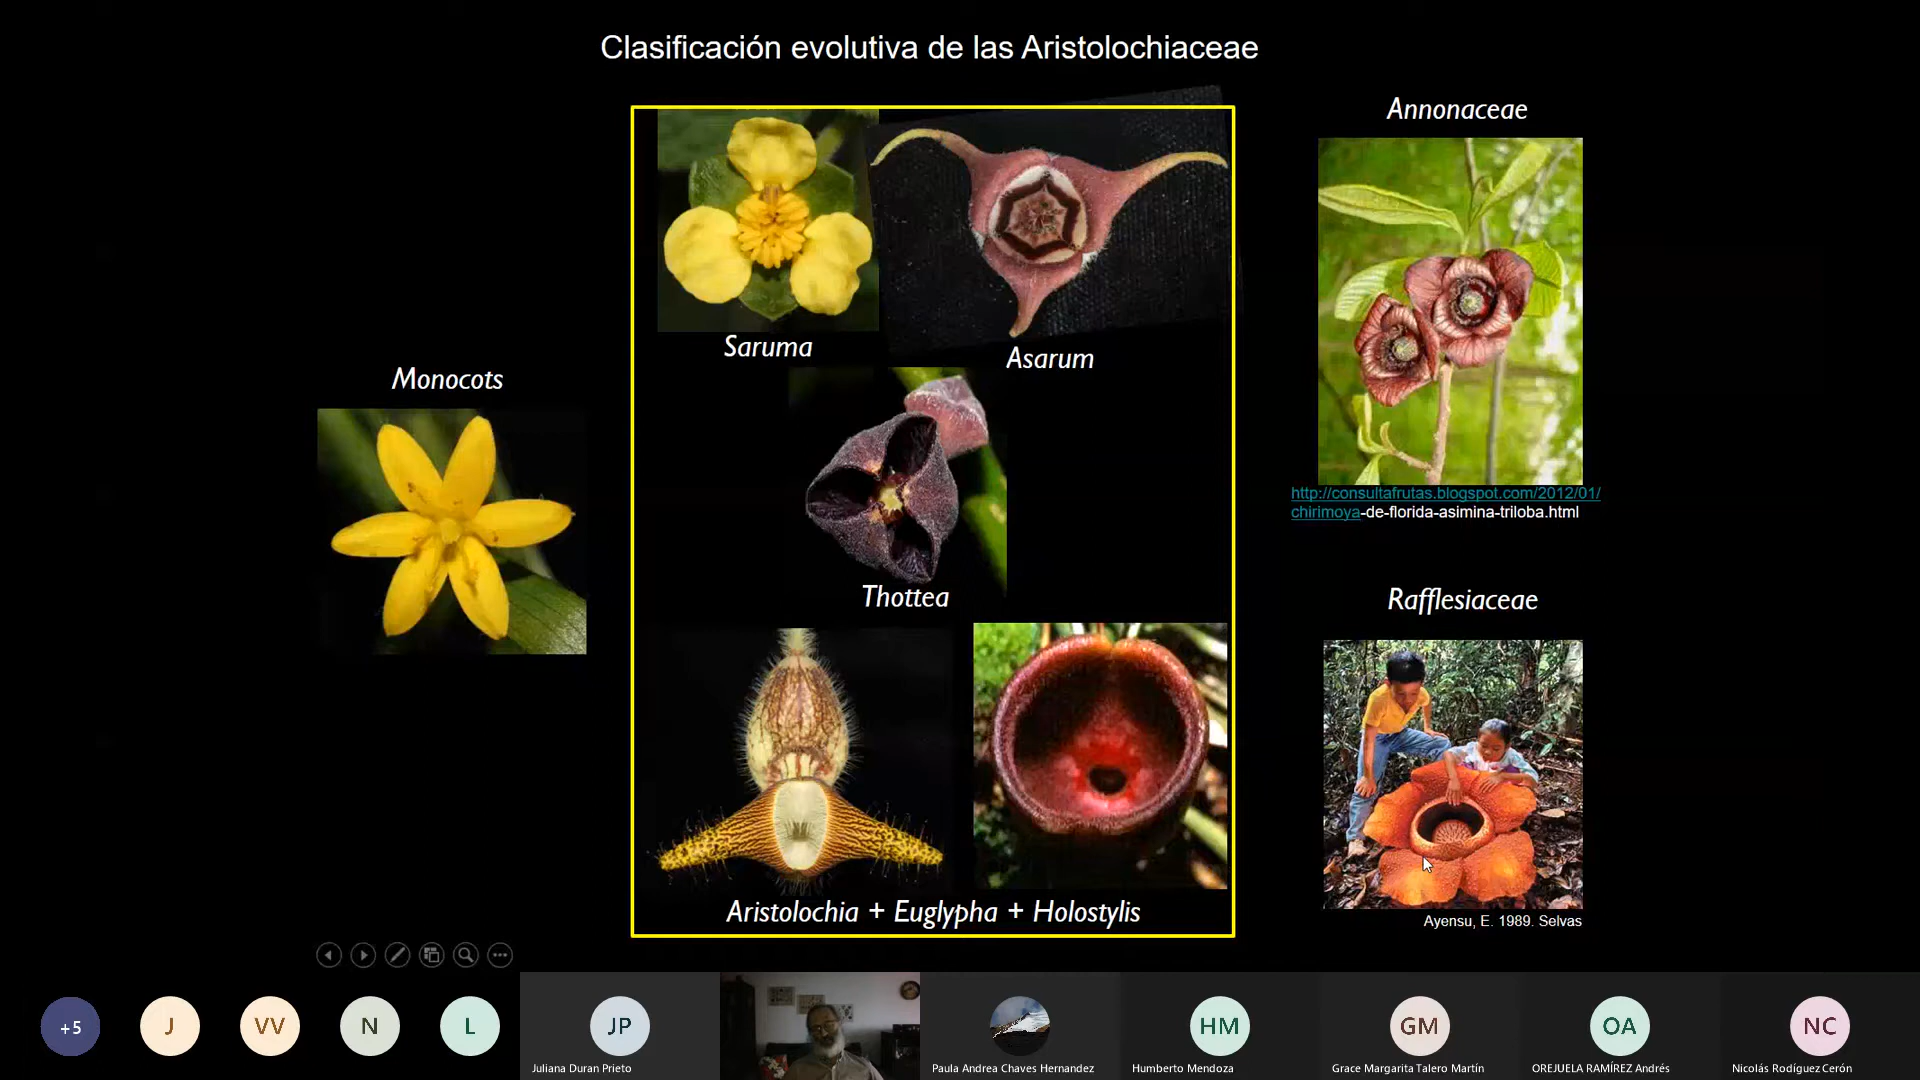 Clasificación evolutiva de las Aristolochiaceae
Annonaceae
Saruma
Asarum
Monocots
http://consultafrutas.blogspot.com/2012/01/
chirimoya-de-florida-asimina-triloba.html
Thottea
Rafflesiaceae
Aristolochia + Euglypha + Holostylis
Ayensu, E. 1989. Selvas
+5
J
VV
N
L
JP
HM
GM
OA
NC
Juliana Duran Prieto
Paula Andrea Chaves Hernandez
Humberto Mendoza
Grace Margarita Talero Martín
OREJUELA RAMÍREZ Andrés
Nicolás Rodíguez Cerón